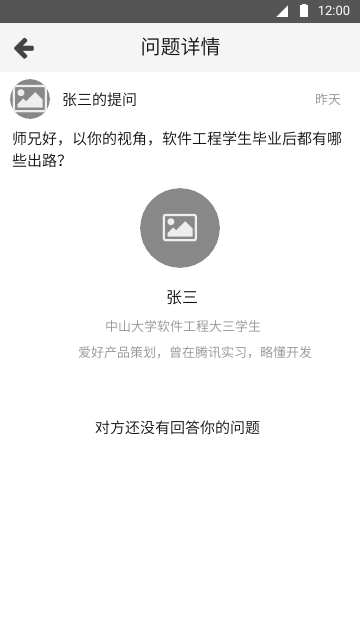 12:00
问题详情
张三的提问
昨天
师兄好，以你的视角，软件工程学生毕业后都有哪
些出路？
张三
中山大学软件工程大三学生
爱好产品策划，曾在腾讯实习，略懂开发
对方还没有回答你的问题